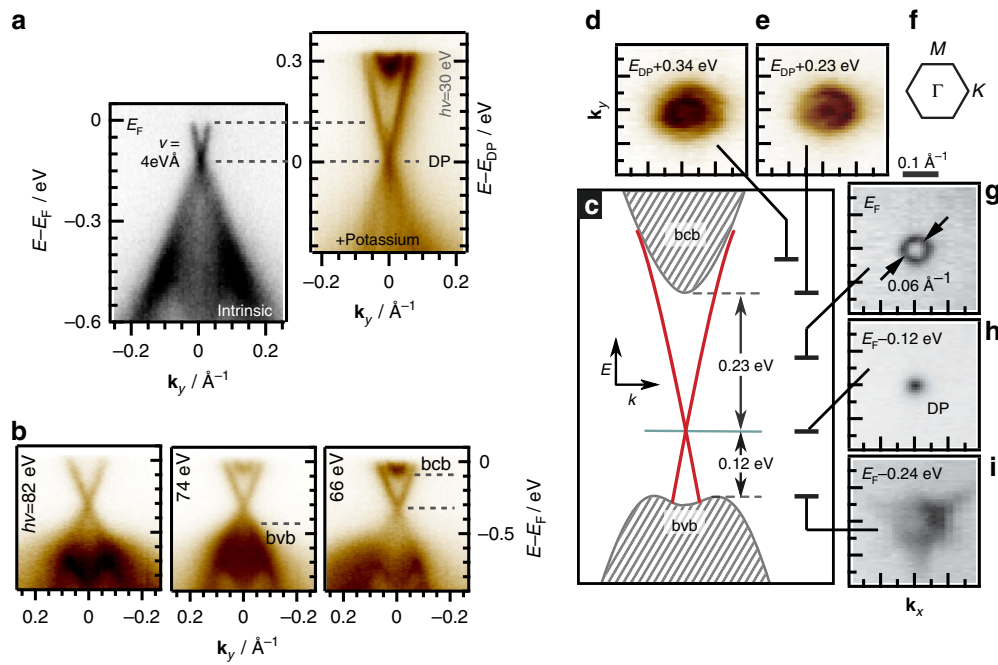 a
E–E_F / eV
0
−0.3
−0.6
E_F
v =
4eVÅ
Intrinsic
−0.2 0 0.2
k_y / Å⁻¹
0.3
0
hν=30 eV
DP
+Potassium
E–E_DP / eV
−0.2 0 0.2
k_y / Å⁻¹
b
hν=82 eV
74 eV
66 eV
bvb
bcb
0
−0.5
E–E_F / eV
0.2 0 −0.2
0.2 0 −0.2
0.2 0 −0.2
k_y / Å⁻¹
c
bcb
0.23 eV
E
k
0.12 eV
bvb
d
k_y
E_DP+0.34 eV
e
E_DP+0.23 eV
f
M
Γ
K
0.1 Å⁻¹
g
E_F
0.06 Å⁻¹
h
E_F–0.12 eV
DP
i
E_F–0.24 eV
k_x